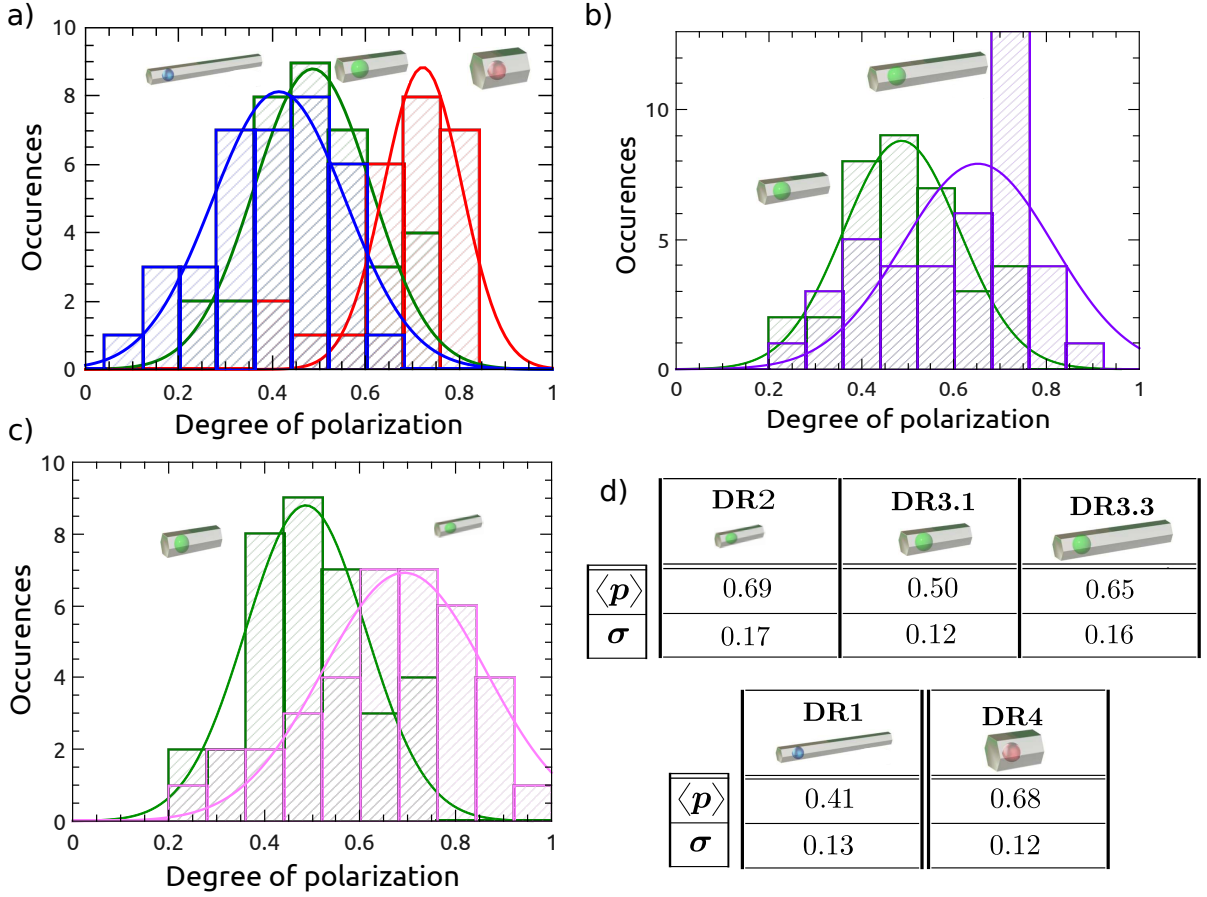 a)
10
8
6
4
2
0
Occurences
0 0.2 0.4 0.6 0.8 1
Degree of polarization
b)
10
5
0
Occurences
0 0.2 0.4 0.6 0.8 1
Degree of polarization
c)
10
8
6
4
2
0
Occurences
0 0.2 0.4 0.6 0.8 1
Degree of polarization
d)
DR2 DR3.1 DR3.3
⟨p⟩ 0.69 0.50 0.65
σ 0.17 0.12 0.16
DR1 DR4
⟨p⟩ 0.41 0.68
σ 0.13 0.12